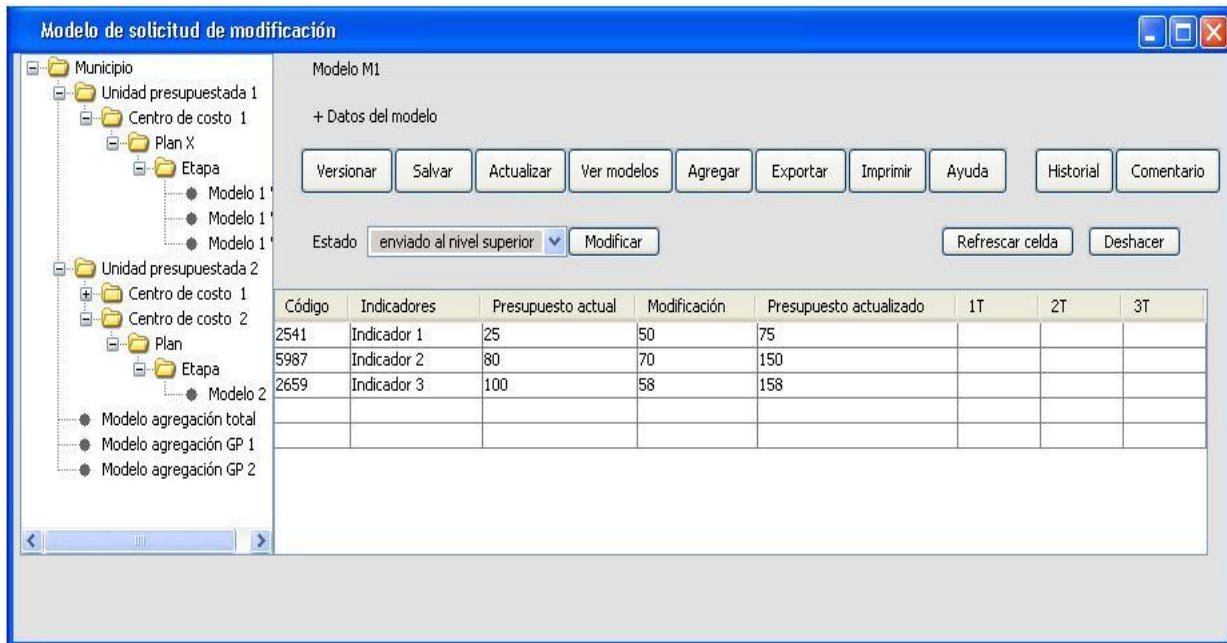 Modelo de solicitud de modificación
Municipio
Unidad presupuestada 1
Centro de costo 1
Plan X
Etapa
Modelo 1 "
Modelo 1 "
Modelo 1 "
Unidad presupuestada 2
Centro de costo 1
Centro de costo 2
Plan
Etapa
Modelo 2
Modelo agregación total
Modelo agregación GP 1
Modelo agregación GP 2
Modelo M1
+ Datos del modelo
Versionar Salvar Actualizar Ver modelos Agregar Exportar Imprimir Ayuda Historial Comentario
Estado enviado al nivel superior Modificar Refrescar celda Deshacer
Código Indicadores Presupuesto actual Modificación Presupuesto actualizado 1T 2T 3T
2541 Indicador 1 25 50 75
5987 Indicador 2 80 70 150
2659 Indicador 3 100 58 158